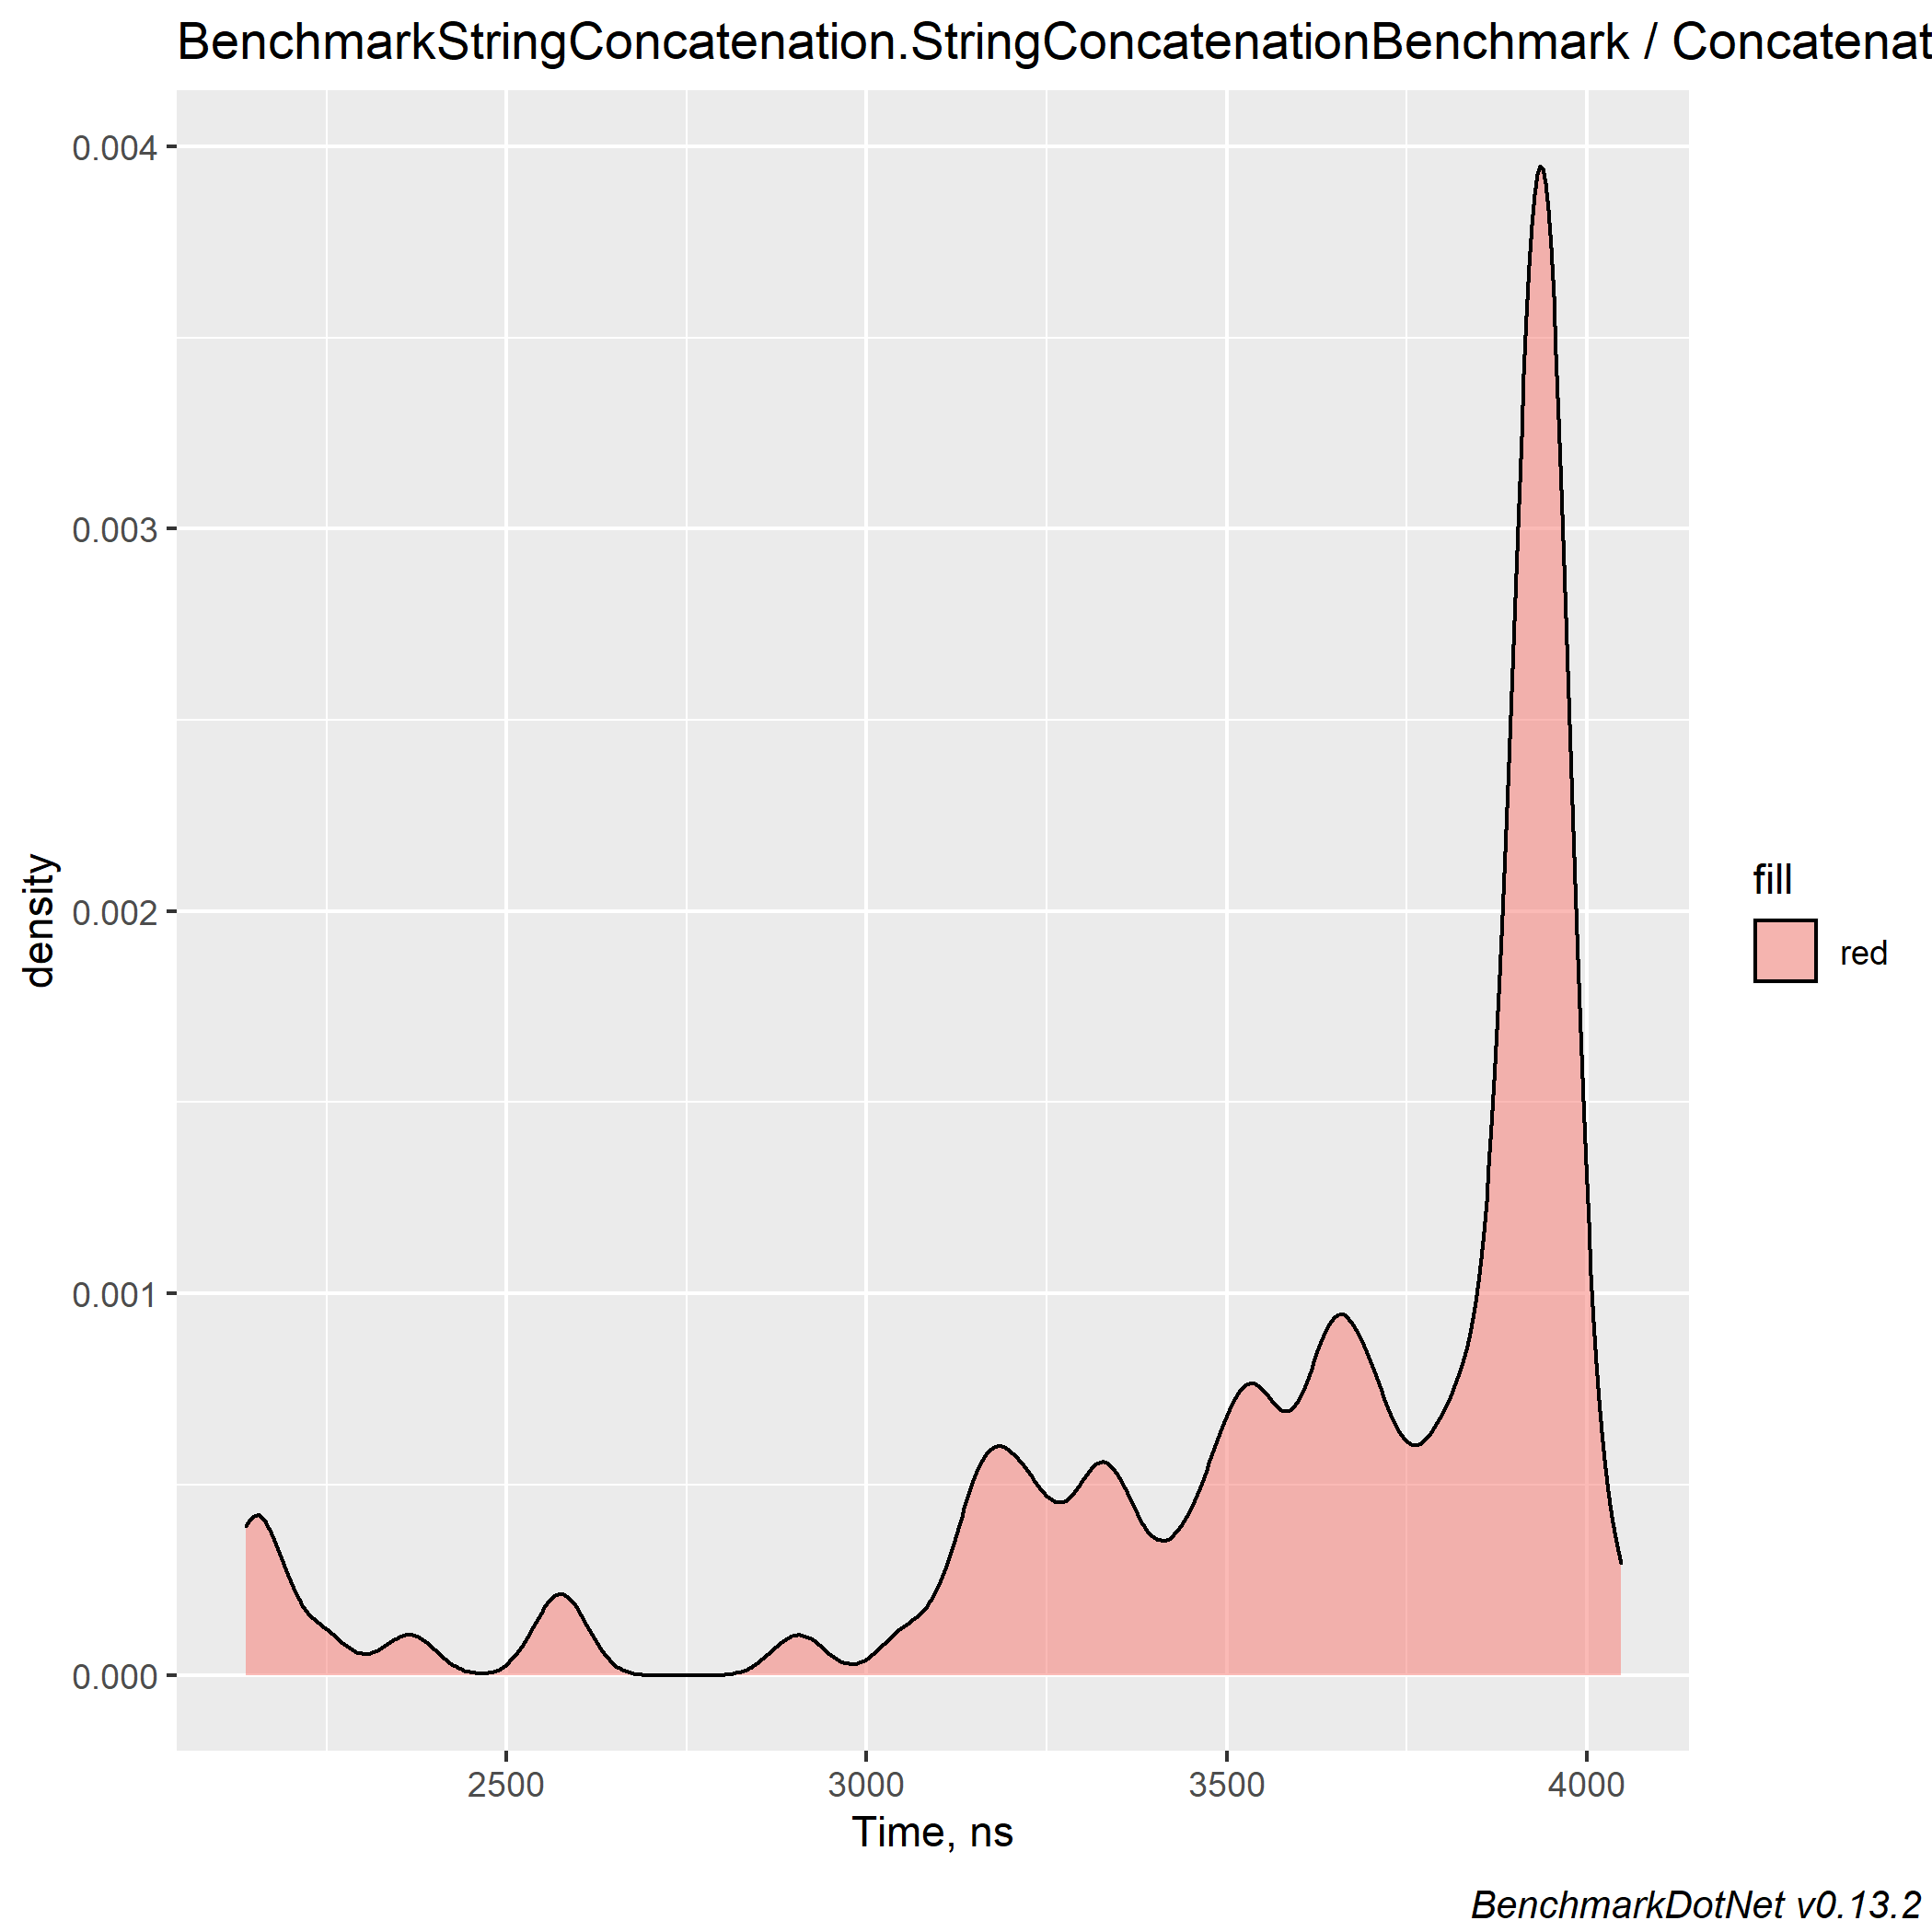 BenchmarkStringConcatenation.StringConcatenationBenchmark / Concatenat
0.004
0.003
0.002
0.001
0.000
density
2500 3000 3500 4000
Time, ns
fill
red
BenchmarkDotNet v0.13.2